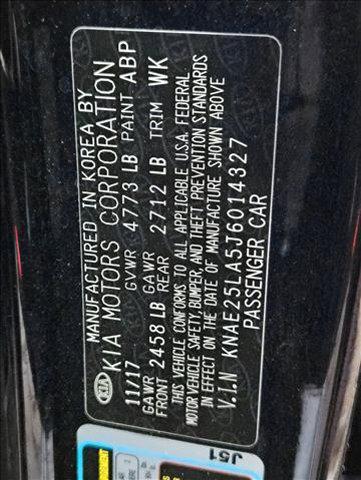 MANUFACTURED IN KOREA BY
KIA KIA MOTORS CORPORATION
11/17 GVWR 4773 LB PAINT ABP
GAWR FRONT 2458 LB GAWR REAR 2712 LB TRIM WK
THIS VEHICLE CONFORMS TO ALL APPLICABLE U.S.A. FEDERAL
MOTOR VEHICLE SAFETY, BUMPER, AND THEFT PREVENTION STANDARDS
IN EFFECT ON THE DATE OF MANUFACTURE SHOWN ABOVE
V.I.N KNAE25LA5J6014327
PASSENGER CAR
J51